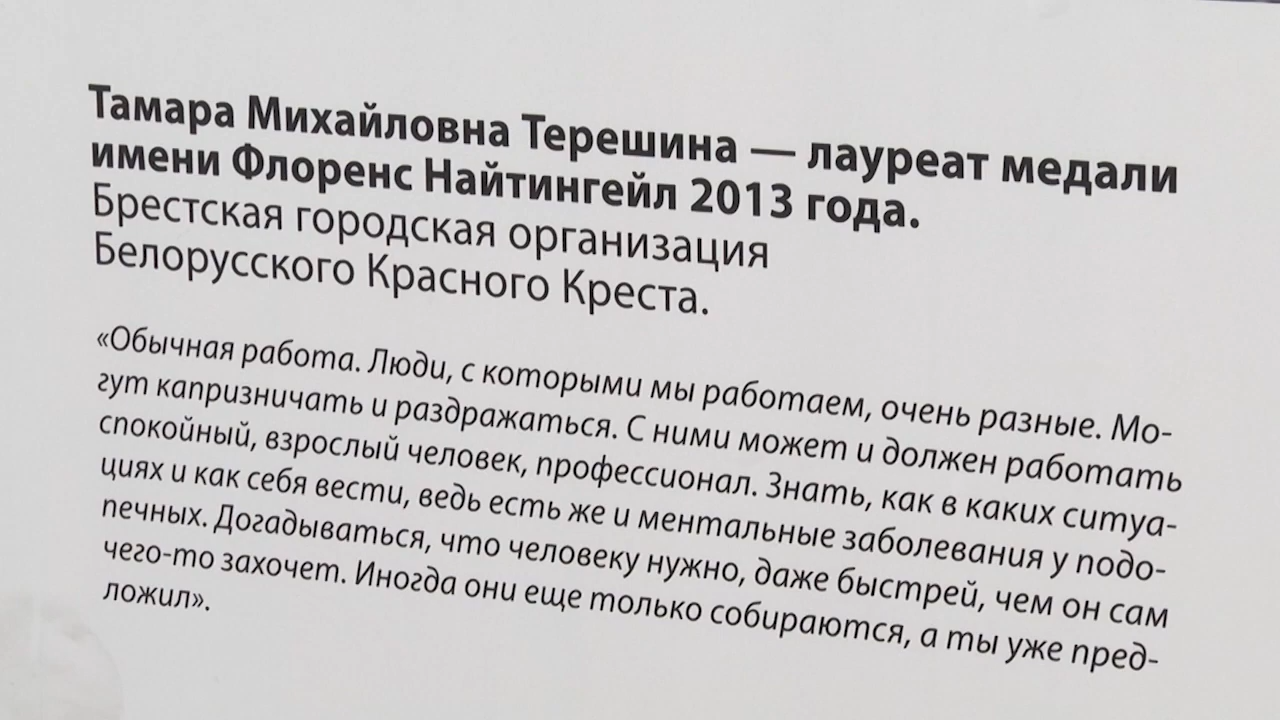 Тамара Михайловна Терешина — лауреат медали
имени Флоренс Найтингейл 2013 года.
Брестская городская организация
Белорусского Красного Креста.
«Обычная работа. Люди, с которыми мы работаем, очень разные. Мо-
гут капризничать и раздражаться. С ними может и должен работать
спокойный, взрослый человек, профессионал. Знать, как в каких ситуа-
циях и как себя вести, ведь есть же и ментальные заболевания у подо-
печных. Догадываться, что человеку нужно, даже быстрей, чем он сам
чего-то захочет. Иногда они еще только собираются, а ты уже пред-
ложил».